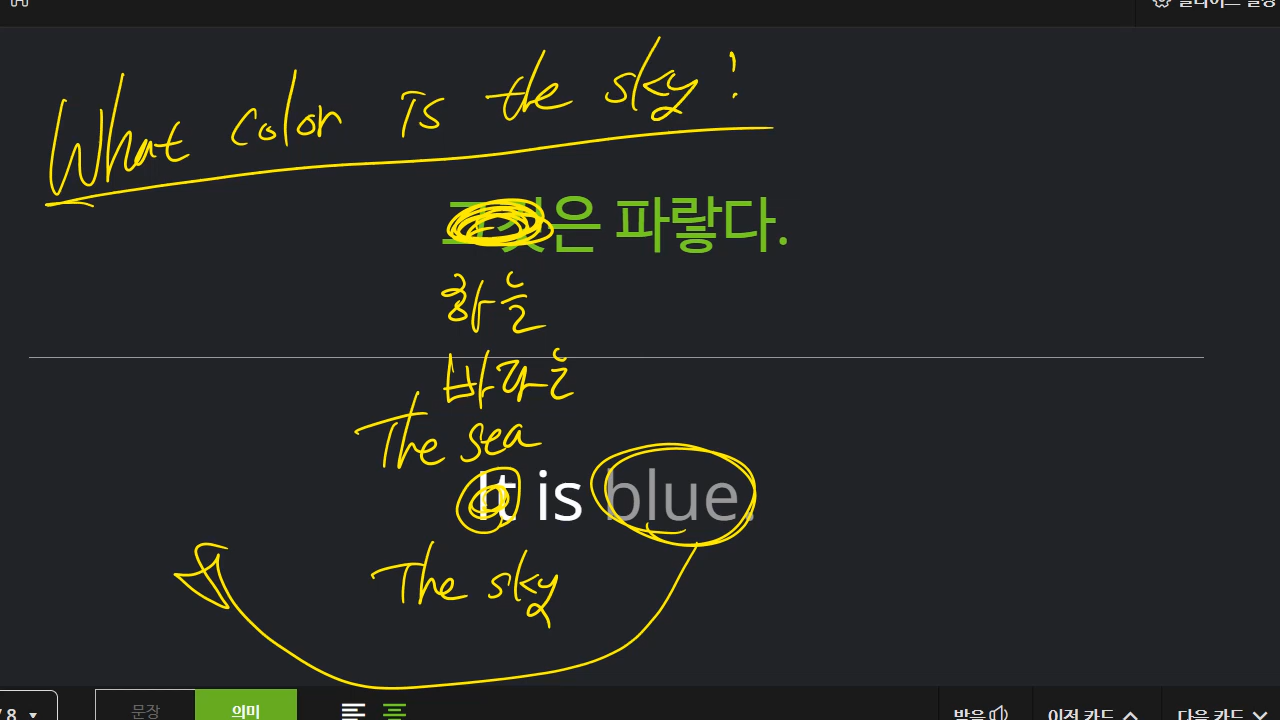 What color is the sky?
그것은 파랗다.
하늘
바다는
The sea
It is blue.
The sky
/ 8
문장
의미
발음
이전 카드
다음 카드